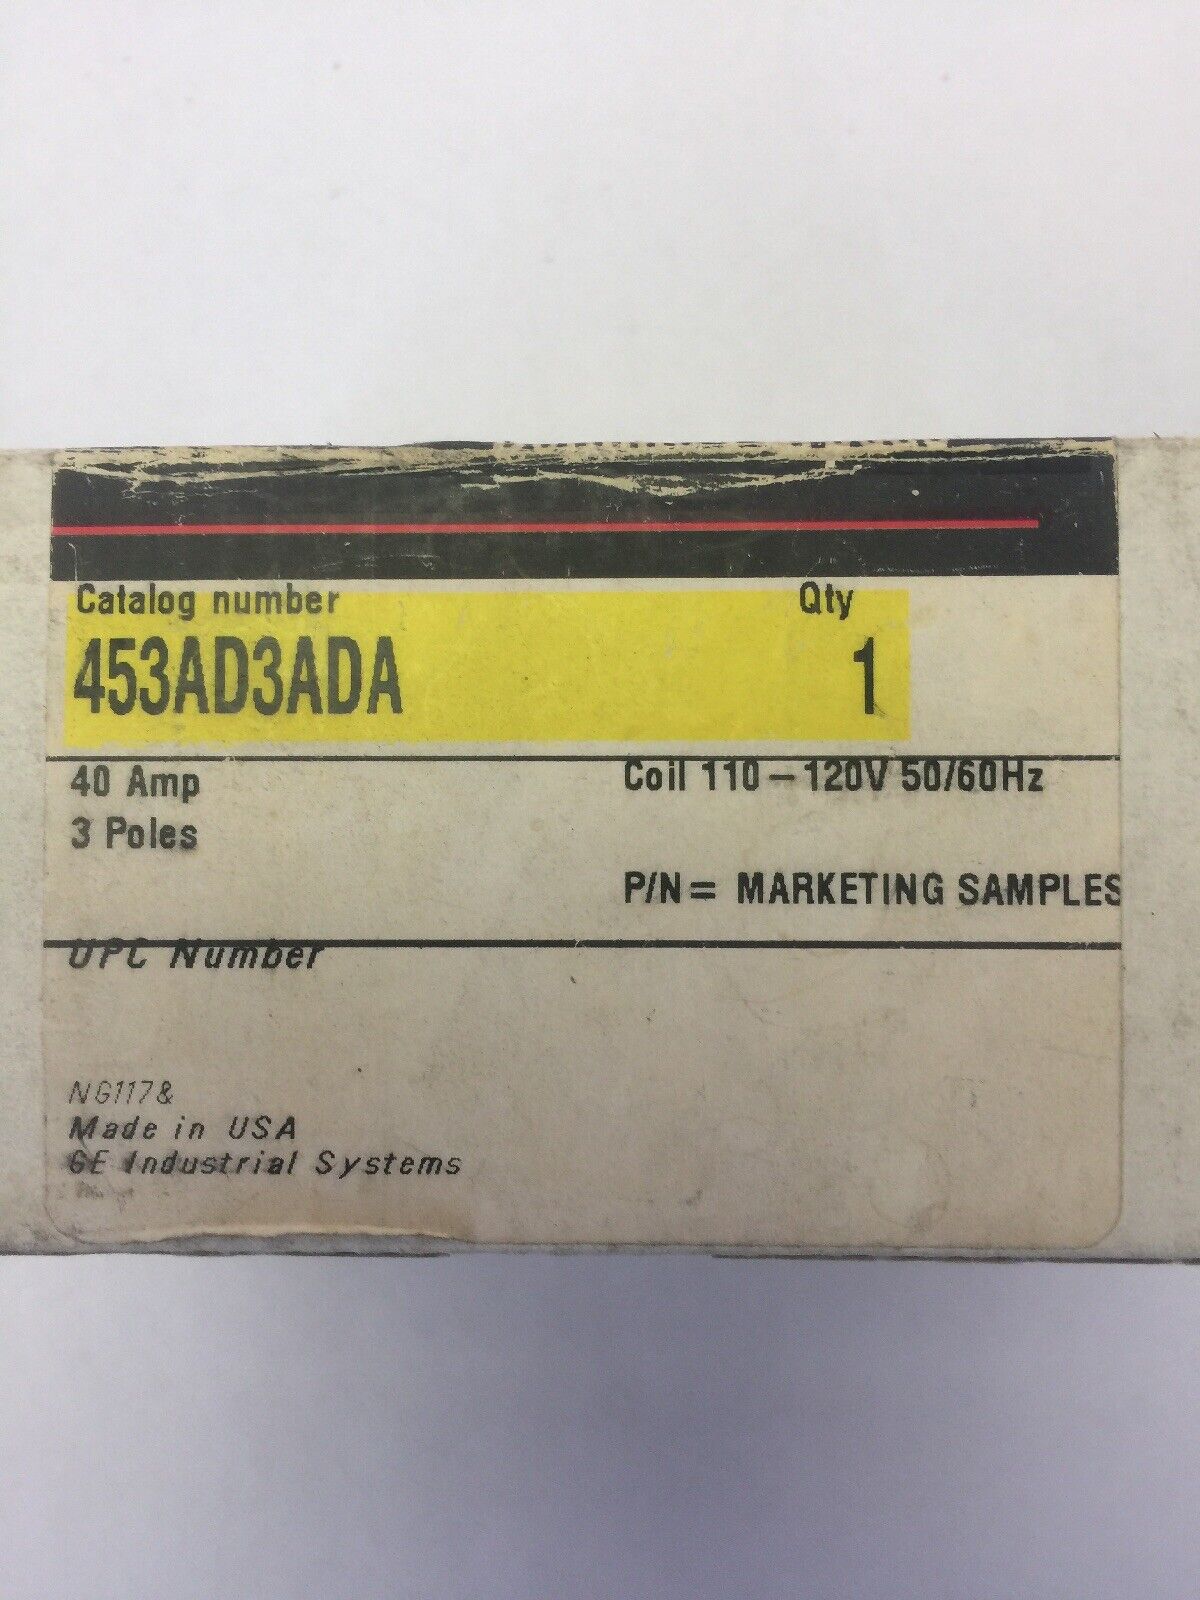 Catalog number Qty
453AD3ADA 1
40 Amp Coil 110-120V 50/60Hz
3 Poles
P/N= MARKETING SAMPLES
UPC Number
NG117&
Made in USA
GE Industrial Systems